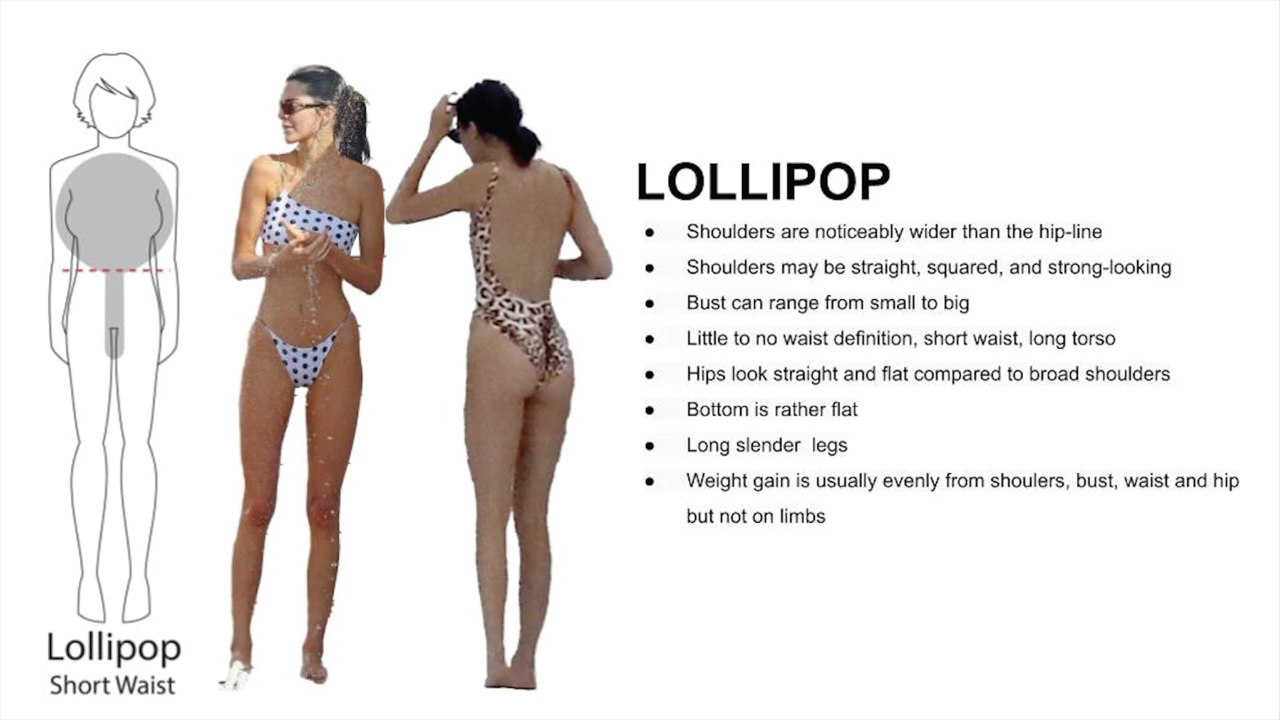 LOLLIPOP
● Shoulders are noticeably wider than the hip-line
● Shoulders may be straight, squared, and strong-looking
● Bust can range from small to big
● Little to no waist definition, short waist, long torso
● Hips look straight and flat compared to broad shoulders
● Bottom is rather flat
● Long slender  legs
● Weight gain is usually evenly from shoulers, bust, waist and hip
but not on limbs
Lollipop
Short Waist